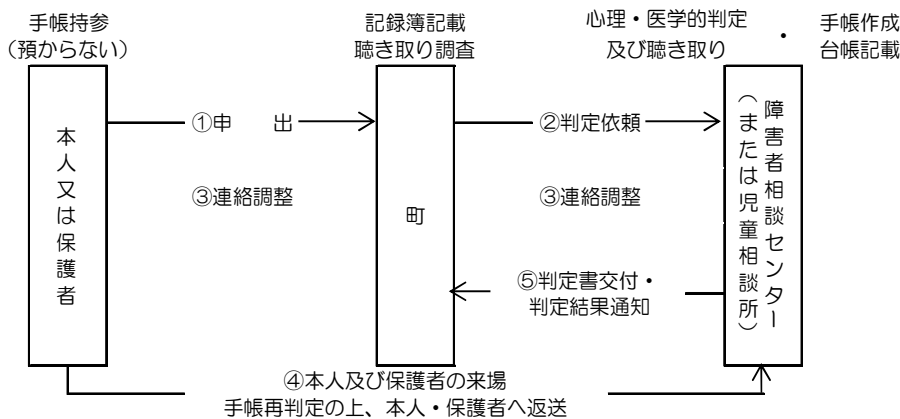 手帳持参
（預からない）
記録簿記載
聴き取り調査
心理・医学的判定
及び聴き取り
・
手帳作成
台帳記載
本人又は保護者
①申　　出
町
②判定依頼
障害者相談センター
（または児童相談所）
③連絡調整
③連絡調整
⑤判定書交付・
判定結果通知
④本人及び保護者の来場
手帳再判定の上、本人・保護者へ返送